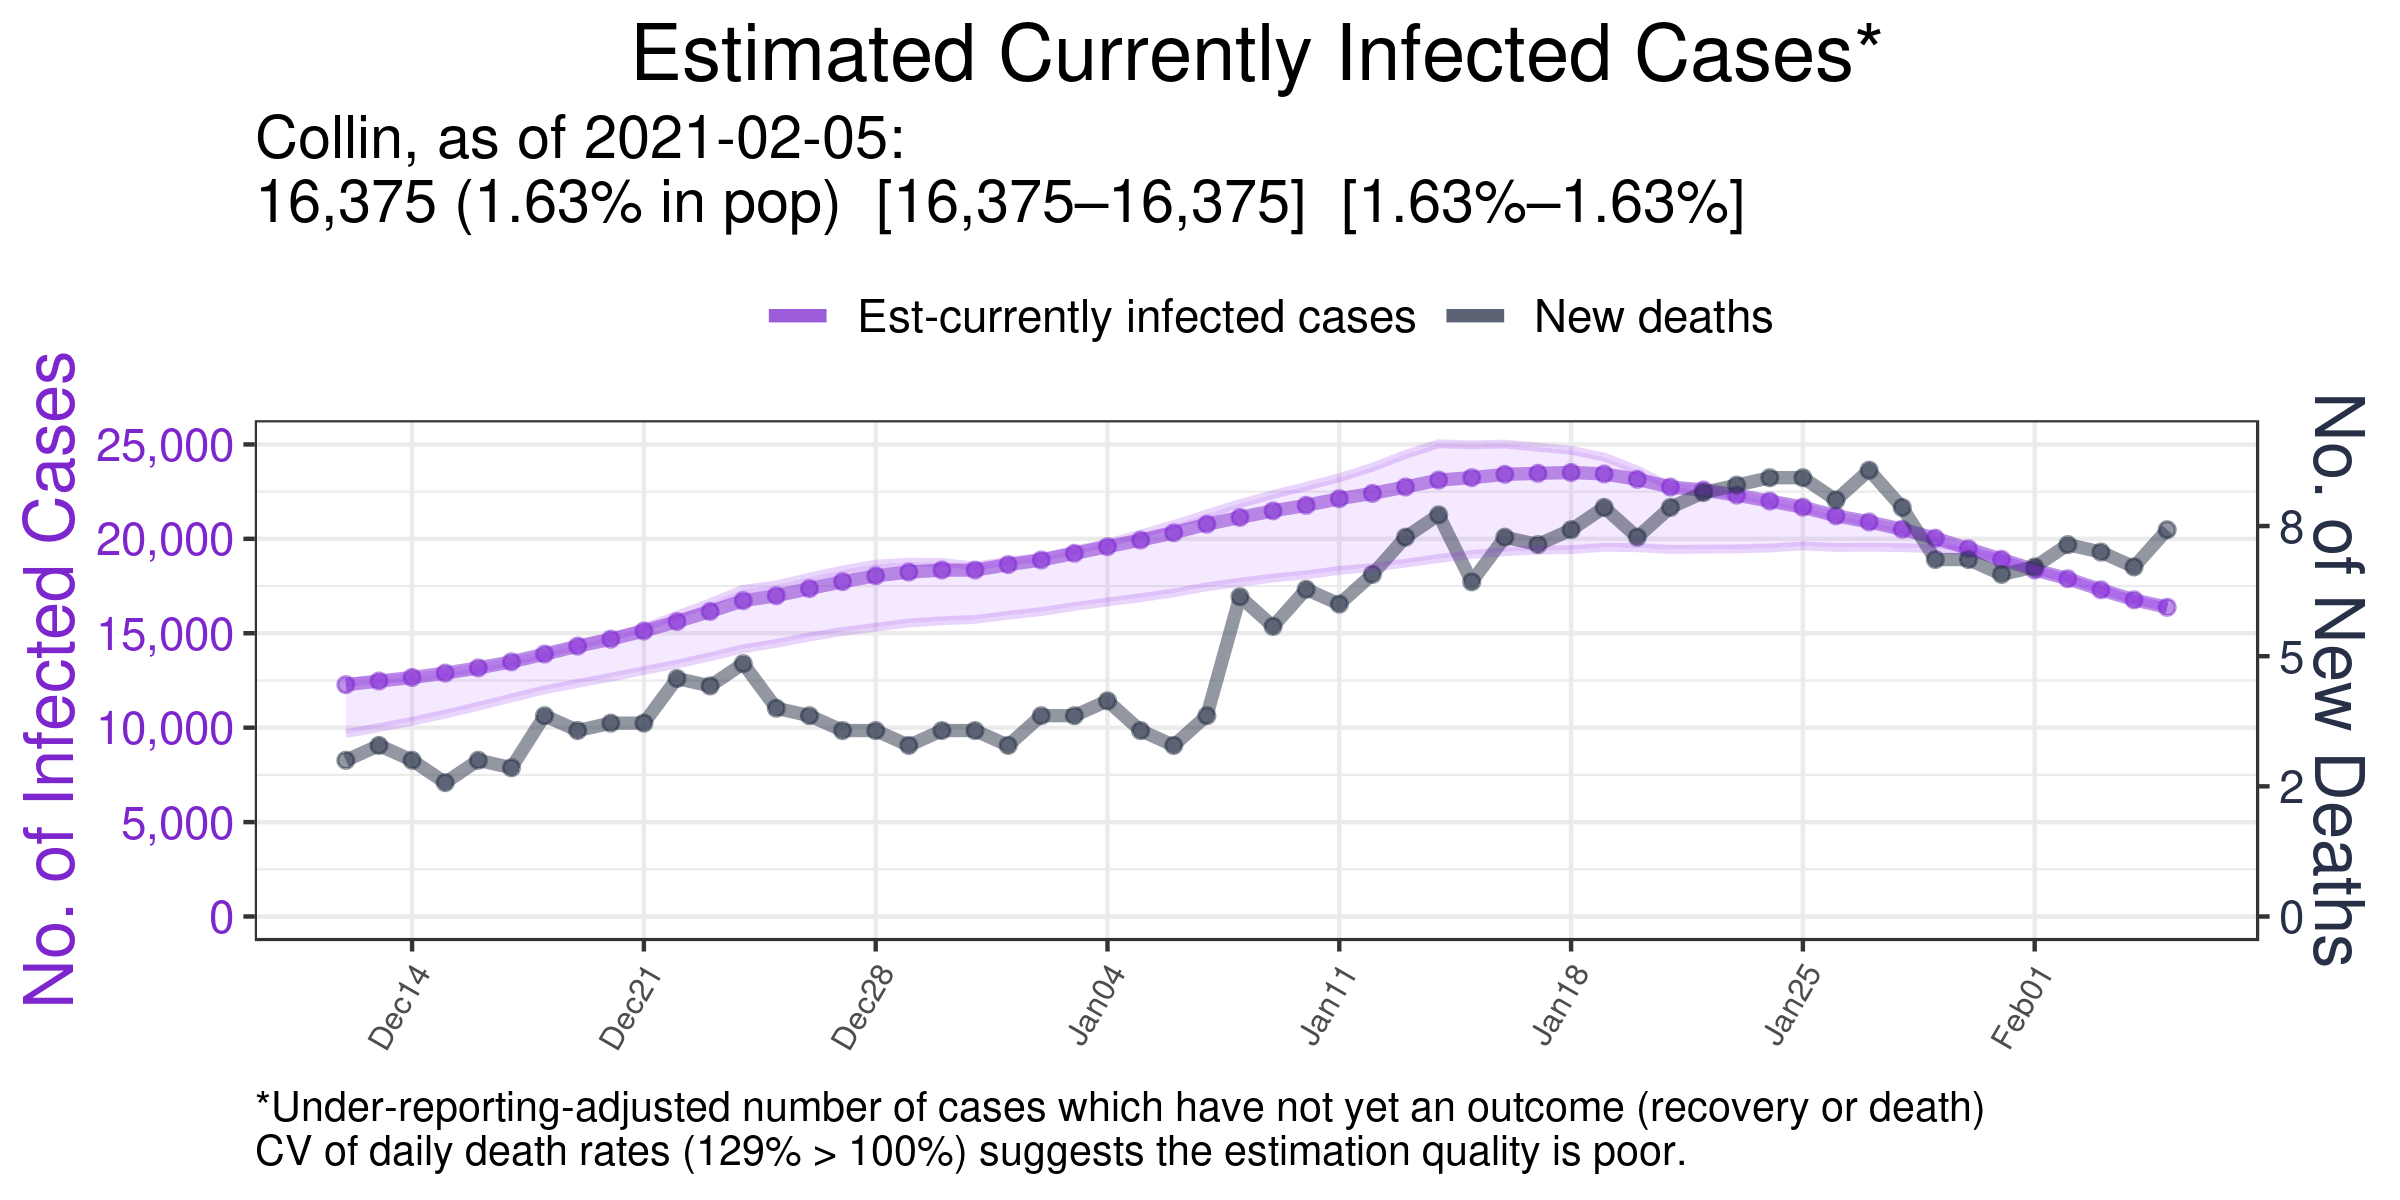 Estimated Currently Infected Cases*
Collin, as of 2021-02-05:
16,375 (1.63% in pop)  [16,375–16,375]  [1.63%–1.63%]
Est-currently infected cases
New deaths
No. of Infected Cases
25,000
20,000
15,000
10,000
5,000
0
8
5
2
0
No. of New Deaths
Dec14
Dec21
Dec28
Jan04
Jan11
Jan18
Jan25
Feb01
*Under-reporting-adjusted number of cases which have not yet an outcome (recovery or death)
CV of daily death rates (129% > 100%) suggests the estimation quality is poor.